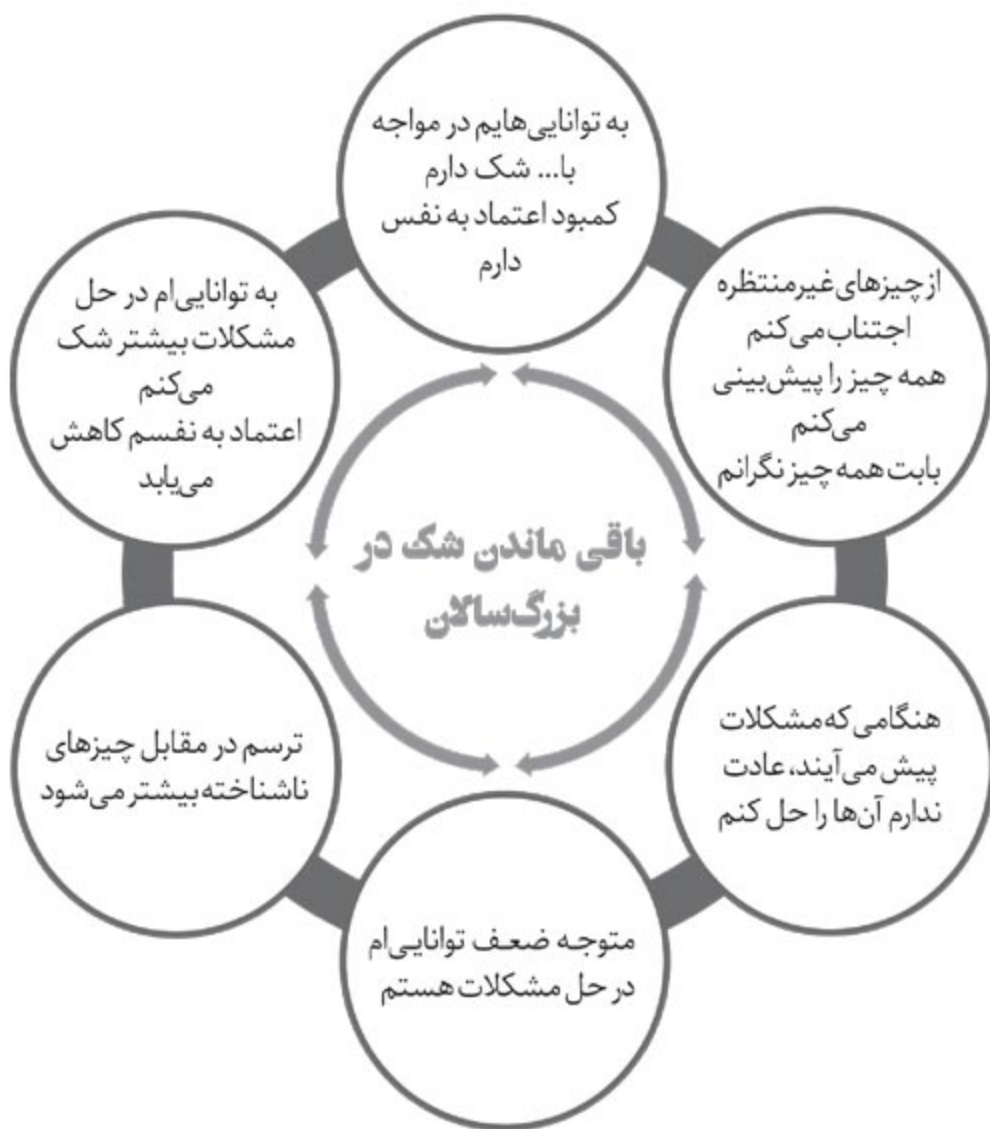 به توانایی‌هایم در مواجه
با... شک دارم
کمبود اعتماد به نفس
دارم
از چیزهای غیرمنتظره
اجتناب می‌کنم
همه چیز را پیش‌بینی
می‌کنم
بابت همه چیز نگرانم
هنگامی که مشکلات
پیش می‌آیند، عادت
ندارم آن‌ها را حل کنم
متوجه ضعف توانایی‌ام
در حل مشکلات هستم
ترسم در مقابل چیزهای
ناشناخته بیشتر می‌شود
به توانایی‌ام در حل
مشکلات بیشتر شک
می‌کنم
اعتماد به نفسم کاهش
می‌یابد
باقی ماندن شک در
بزرگ‌سالان